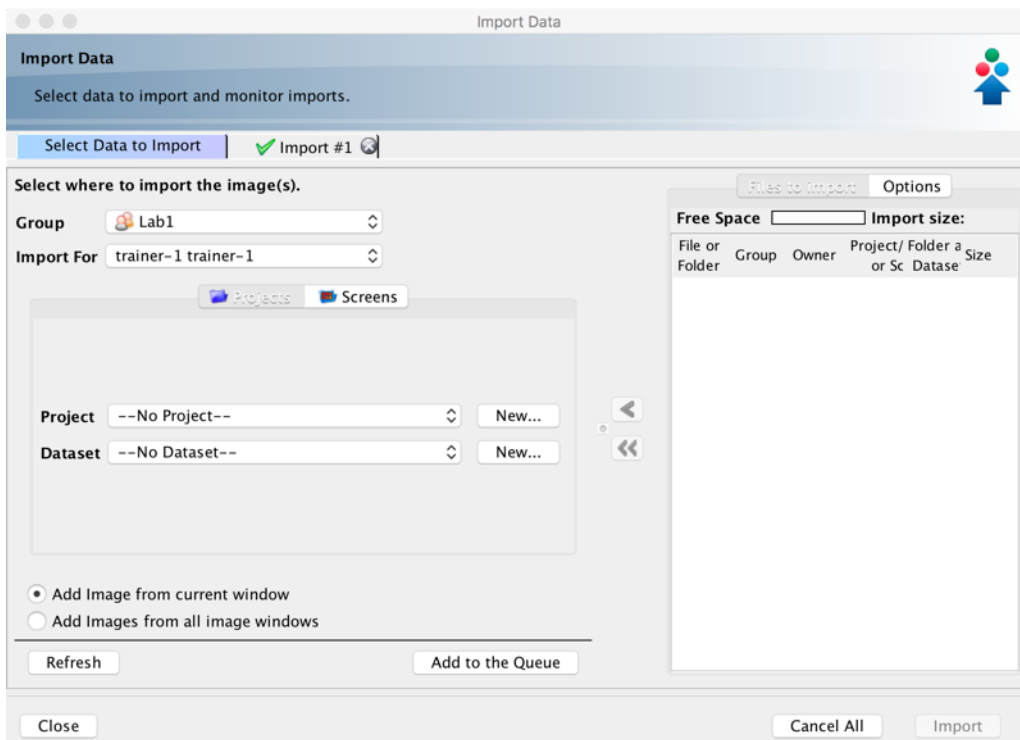 Import Data
Import Data
Select data to import and monitor imports.
Select Data to Import
Import #1
Select where to import the image(s).
Group
Lab1
Import For
trainer-1 trainer-1
Projects
Screens
Project
--No Project--
New...
Dataset
--No Dataset--
New...
Add Image from current window
Add Images from all image windows
Refresh
Add to the Queue
Files to import
Options
Free Space
Import size:
File or
Folder
Group
Owner
Project/
or Sc
Folder a
Datase
Size
Close
Cancel All
Import